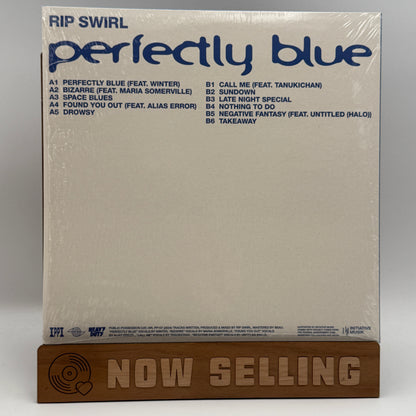 RIP SWIRL
perfectly blue
A1 PERFECTLY BLUE (FEAT. WINTER)
A2 BIZARRE (FEAT. MARIA SOMERVILLE)
A3 SPACE BLUES
A4 FOUND YOU OUT (FEAT. ALIAS ERROR)
A5 DROWSY
B1 CALL ME (FEAT. TANUKICHAN)
B2 SUNDOWN
B3 LATE NIGHT SPECIAL
B4 NOTHING TO DO
B5 NEGATIVE FANTASY (FEAT. UNTITLED (HALO))
B6 TAKEAWAY
INITIATIVE
MUSIK
NOW SELLING